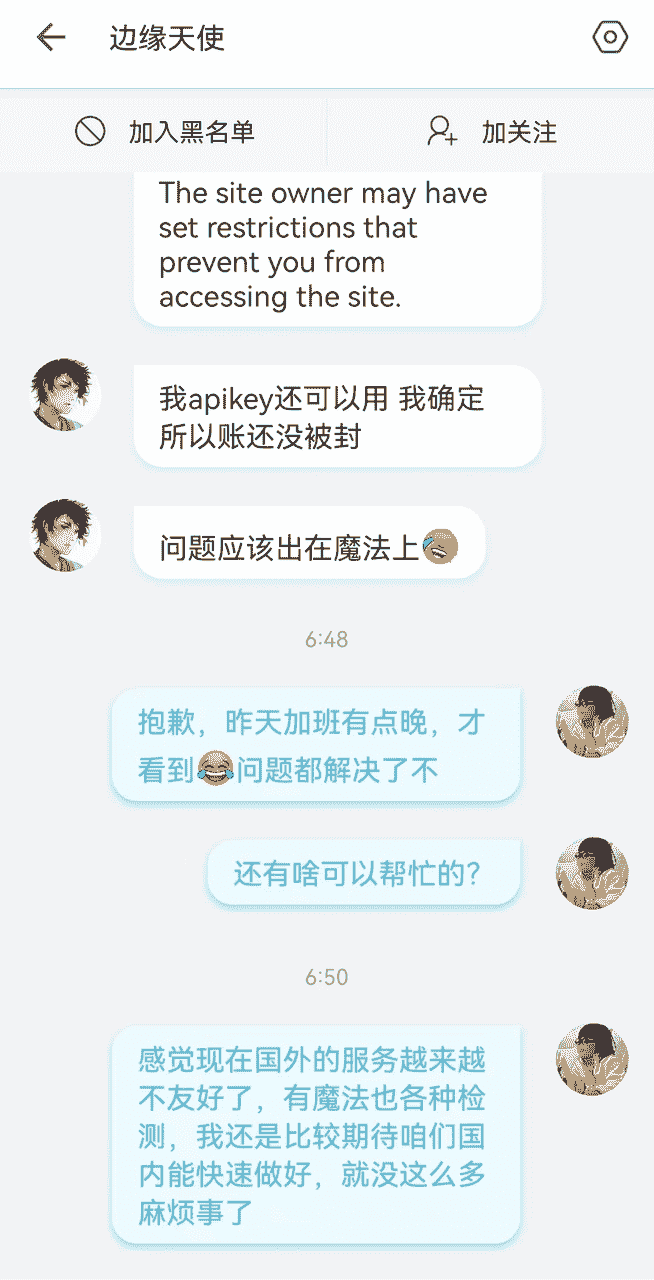 边缘天使
加入黑名单
加关注
The site owner may have
set restrictions that
prevent you from
accessing the site.
我apikey还可以用 我确定
所以账还没被封
问题应该出在魔法上
6:48
抱歉，昨天加班有点晚，才
看到😂问题都解决了不
还有啥可以帮忙的？
6:50
感觉现在国外的服务越来越
不友好了，有魔法也各种检
测，我还是比较期待咱们国
内能快速做好，就没这么多
麻烦事了